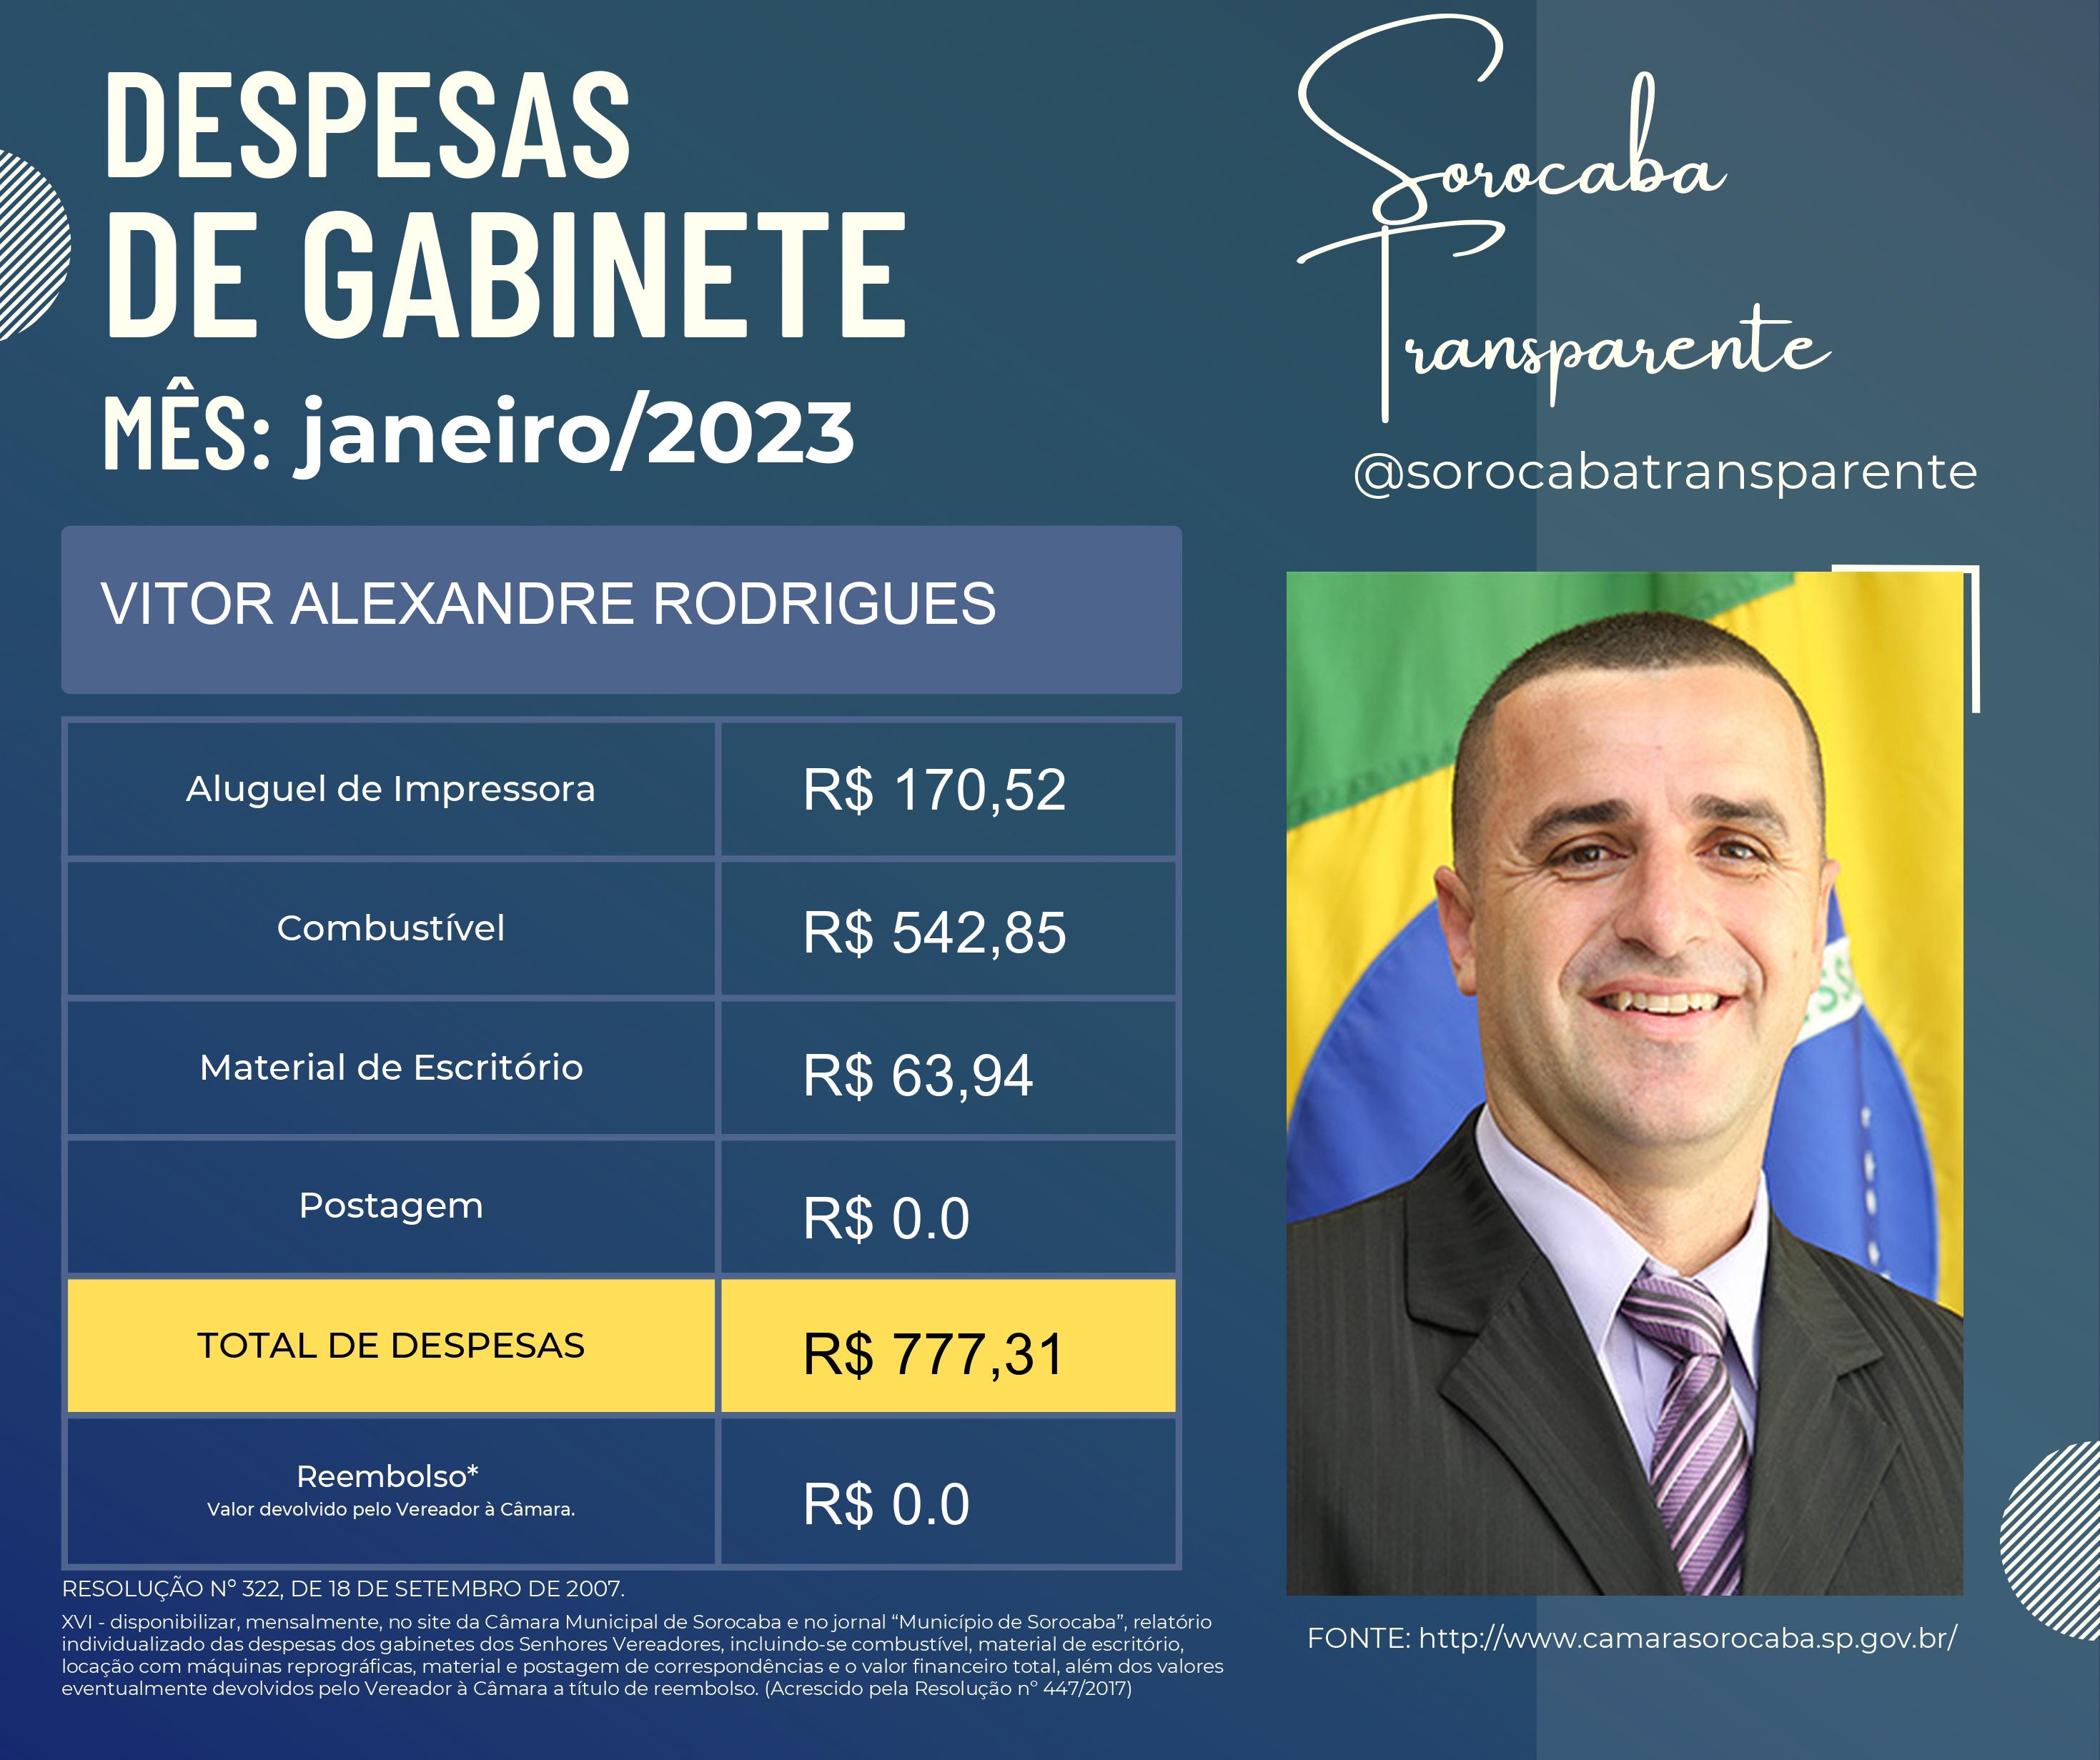 DESPESAS
DE GABINETE
MÊS: janeiro/2023
Sorocaba
Transparente
@sorocabatransparente
VITOR ALEXANDRE RODRIGUES
Aluguel de Impressora R$ 170,52
Combustível R$ 542,85
Material de Escritório R$ 63,94
Postagem R$ 0.0
TOTAL DE DESPESAS R$ 777,31
Reembolso* R$ 0.0
Valor devolvido pelo Vereador à Câmara.
RESOLUÇÃO Nº 322, DE 18 DE SETEMBRO DE 2007.
XVI - disponibilizar, mensalmente, no site da Câmara Municipal de Sorocaba e no jornal “Município de Sorocaba”, relatório
individualizado das despesas dos gabinetes dos Senhores Vereadores, incluindo-se combustível, material de escritório,
locação com máquinas reprográficas, material e postagem de correspondências e o valor financeiro total, além dos valores
eventualmente devolvidos pelo Vereador à Câmara a título de reembolso. (Acrescido pela Resolução nº 447/2017)
FONTE: http://www.camarasorocaba.sp.gov.br/